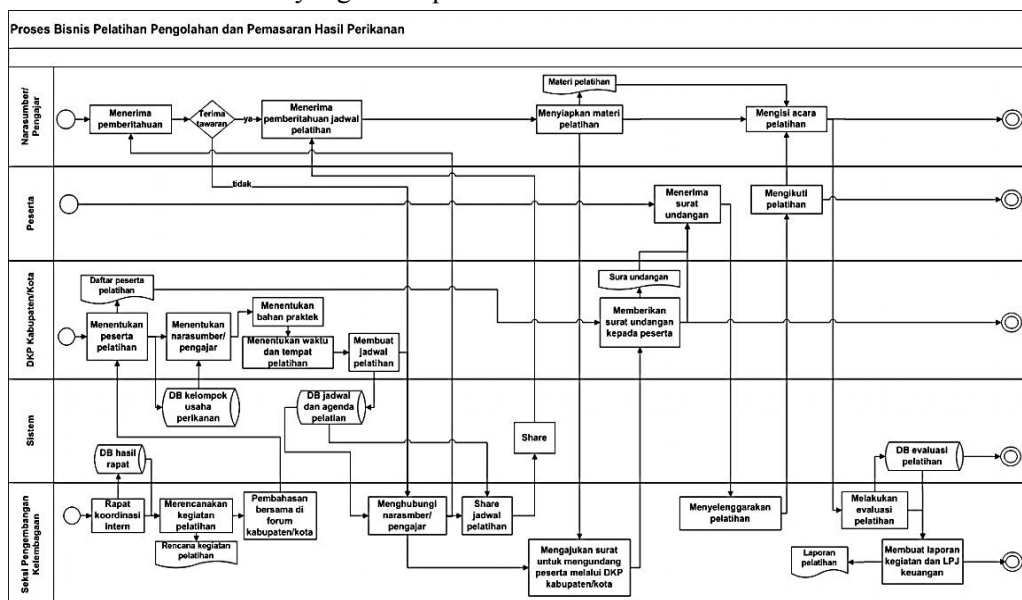 Proses Bisnis Pelatihan Pengolahan dan Pemasaran Hasil Perikanan
Narasumber/
Pengajar
Menerima
pemberitahuan
Terima
tawaran
ya
Menerima
pemberitahuan jadwal
pelatihan
Materi pelatihan
Menyiapkan materi
pelatihan
Mengisi acara
pelatihan
tidak
Peserta
Menerima
surat
undangan
Mengikuti
pelatihan
DKP Kabupaten/Kota
Daftar peserta
pelatihan
Menentukan
peserta
pelatihan
Menentukan
narasumber/
pengajar
Menentukan
bahan praktek
Menentukan waktu
dan tempat
pelatihan
Membuat
jadwal
pelatihan
Sura undangan
Memberikan
surat undangan
kepada peserta
Sistem
DB kelompok
usaha
perikanan
DB jadwal
dan agenda
pelatian
Share
DB hasil
rapat
DB evaluasi
pelatihan
Seksi Pengembangan
Kelembagaan
Rapat
koordinasi
Intern
Merencanakan
kegiatan
pelatihan
Rencana kegiatan
pelatihan
Pembahasan
bersama di
forum
kabupaten/kota
Menghubungi
narasmber/
pengajar
Share
jadwal
pelatihan
Mengajukan surat
untuk mengundang
peserta melalui DKP
kabupaten/kota
Menyelenggarakan
pelatihan
Melakukan
evaluasi
pelatihan
Laporan
pelatihan
Membuat laporan
kegiatan dan LPJ
keuangan